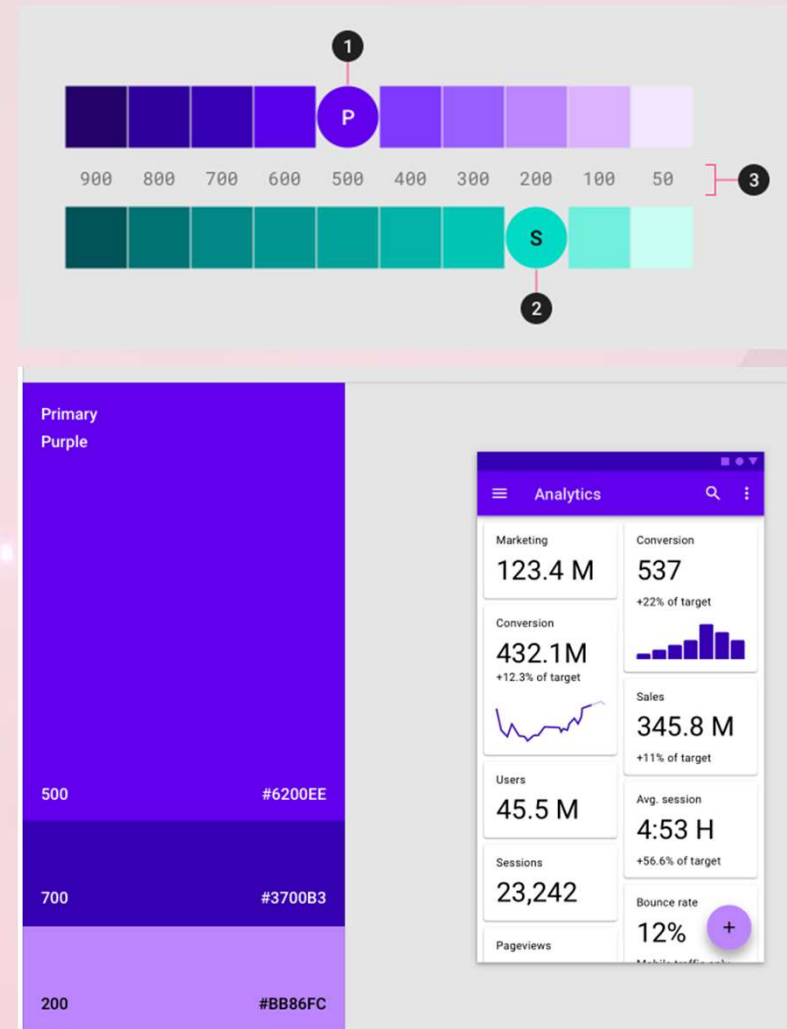 1
P
900 800 700 600 500 400 300 200 100 50
3
S
2
Primary
Purple
500 #6200EE
700 #3700B3
200 #BB86FC
Analytics
Marketing
123.4 M
Conversion
432.1M
+12.3% of target
Users
45.5 M
Sessions
23,242
Pageviews
Conversion
537
+22% of target
Sales
345.8 M
+11% of target
Avg. session
4:53 H
+56.6% of target
Bounce rate
12%
+